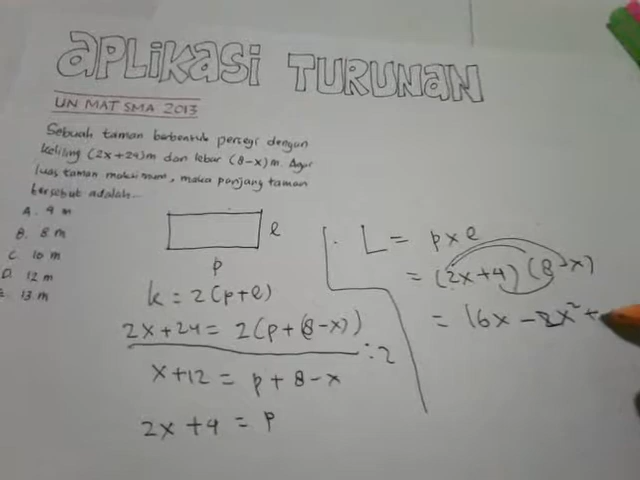 APLIKASI TURUNAN
UN MAT SMA 2013
Sebuah taman berbentuk persegi dengan
keliling (2x+24)m dan lebar (8-x)m. Agar
luas taman maksimum, maka panjang taman
tersebut adalah...
A. 4 m
B. 8 m
C. 10 m
D. 12 m
E. 13 m
l
p
k = 2(p+l)
2x+24 = 2(p+(8-x)) :2
x+12 = p+8-x
2x+4 = p
L = p×l
= (2x+4)(8-x)
= 16x - 2x² +